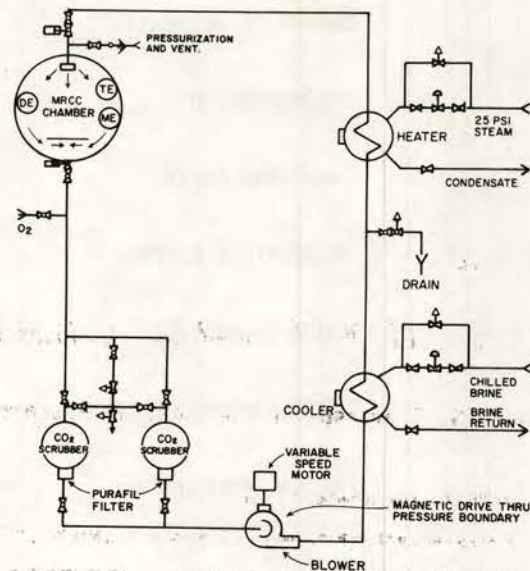 PRESSURIZATION
AND VENT.
MRCC
CHAMBER
DE
TE
ME
O2
25 PSI
STEAM
HEATER
CONDENSATE
DRAIN
CHILLED
BRINE
BRINE
RETURN
COOLER
CO2
SCRUBBER
CO2
SCRUBBER
PURAFIL
FILTER
VARIABLE
SPEED
MOTOR
MAGNETIC DRIVE THRU
PRESSURE BOUNDARY
BLOWER